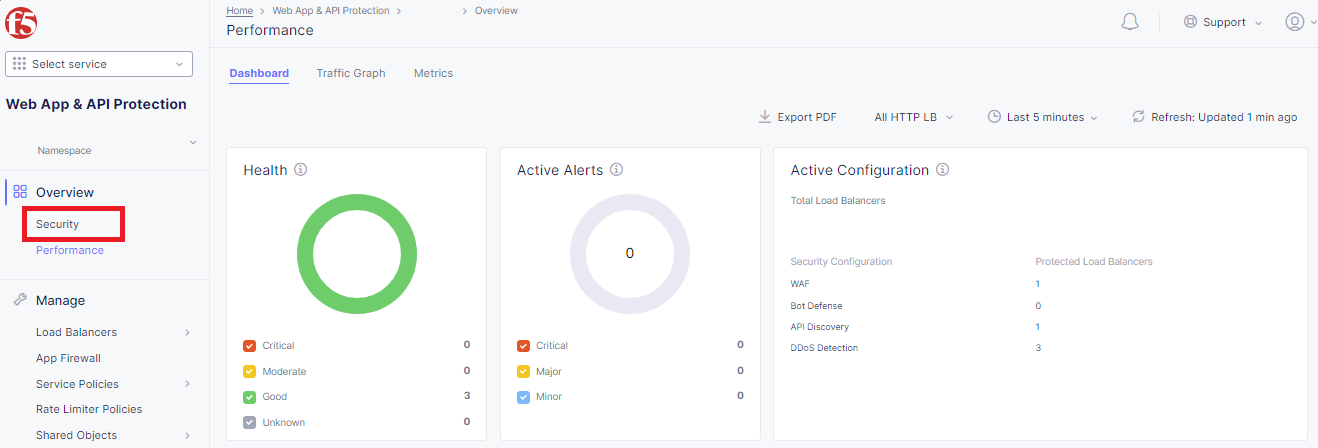 f5
Home > Web App & API Protection > > Overview
Performance
Support
Select service
Web App & API Protection
Namespace
Overview
Security
Performance
Manage
Load Balancers
App Firewall
Service Policies
Rate Limiter Policies
Shared Objects
Dashboard Traffic Graph Metrics
Export PDF All HTTP LB Last 5 minutes Refresh: Updated 1 min ago
Health
Critical 0
Moderate 0
Good 3
Unknown 0
Active Alerts
0
Critical 0
Major 0
Minor 0
Active Configuration
Total Load Balancers
Security Configuration Protected Load Balancers
WAF 1
Bot Defense 0
API Discovery 1
DDoS Detection 3